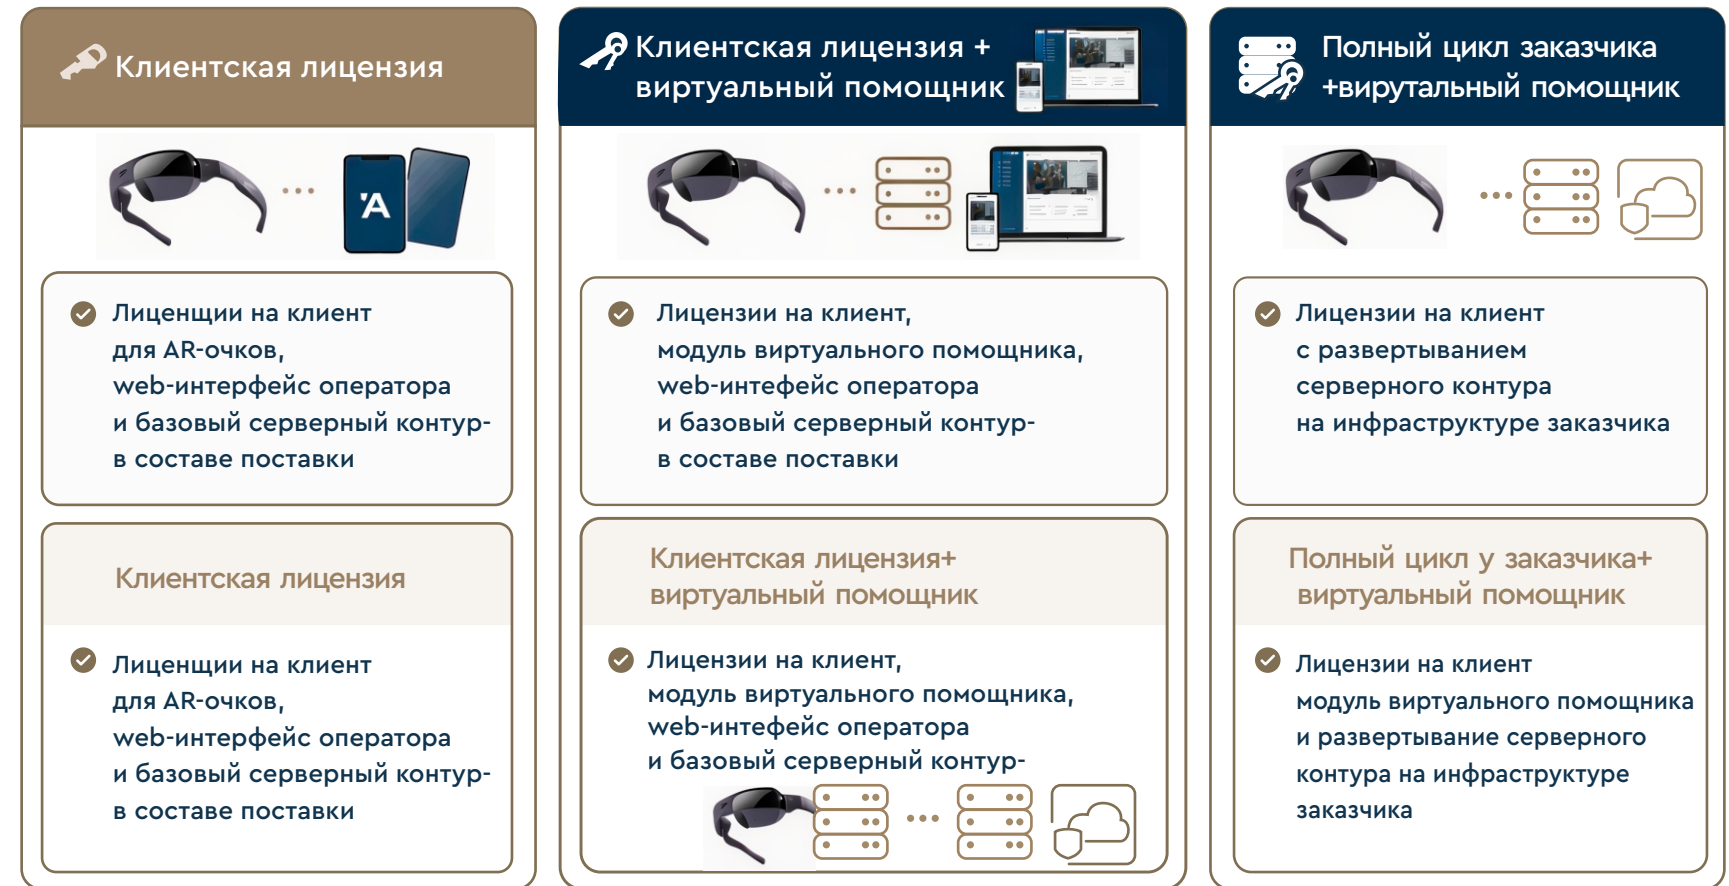 Клиентская лицензия
Клиентская лицензия +
виртуальный помощник
Полный цикл заказчика
+вирутальный помощник
'A
Лиценщии на клиент
для AR-очков,
web-интерфейс оператора
и базовый серверный контур-
в составе поставки
Лицензии на клиент,
модуль виртуального помощника,
web-интефейс оператора
и базовый серверный контур-
в составе поставки
Лицензии на клиент
с развертыванием
серверного контура
на инфраструктуре заказчика
Клиентская лицензия
Клиентская лицензия+
виртуальный помощник
Полный цикл у заказчика+
виртуальный помощник
Лиценщии на клиент
для AR-очков,
web-интерфейс оператора
и базовый серверный контур-
в составе поставки
Лицензии на клиент,
модуль виртуального помощника,
web-интефейс оператора
и базовый серверный контур-
Лицензии на клиент
модуль виртуального помощника
и развертывание серверного
контура на инфраструктуре
заказчика